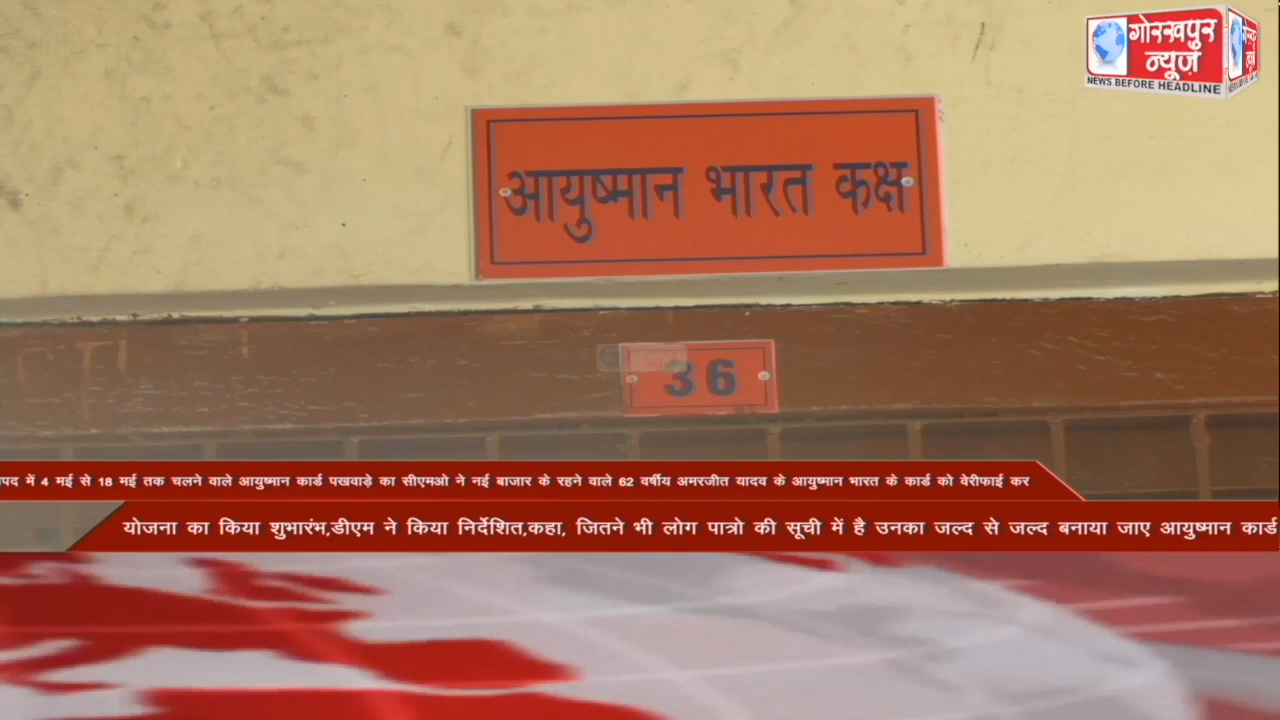 गोरखपुर
न्यूज़
NEWS BEFORE HEADLINE
आयुष्मान भारत कक्ष
36
में 4 मई से 18 मई तक चलने वाले आयुष्मान कार्ड पखवाड़े का सीएमओ ने नई बाजार के रहने वाले 62 वर्षीय अमरजीत यादव के आयुष्मान भारत के कार्ड को वेरीफाई कर
योजना का किया शुभारंभ,डीएम ने किया निर्देशित,कहा, जितने भी लोग पात्रो की सूची में है उनका जल्द से जल्द बनाया जाए आयुष्मान कार्ड